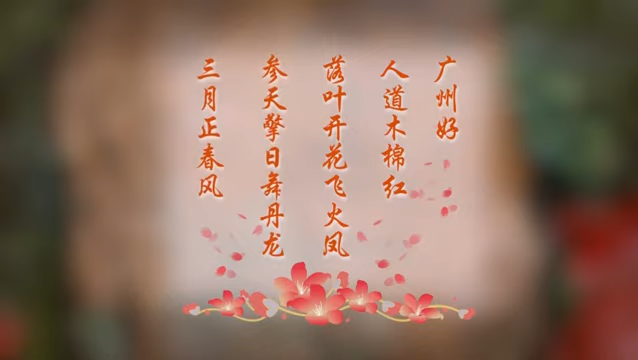 广州好
人道木棉红
落叶开花飞火凤
参天擎日舞丹龙
三月正春风